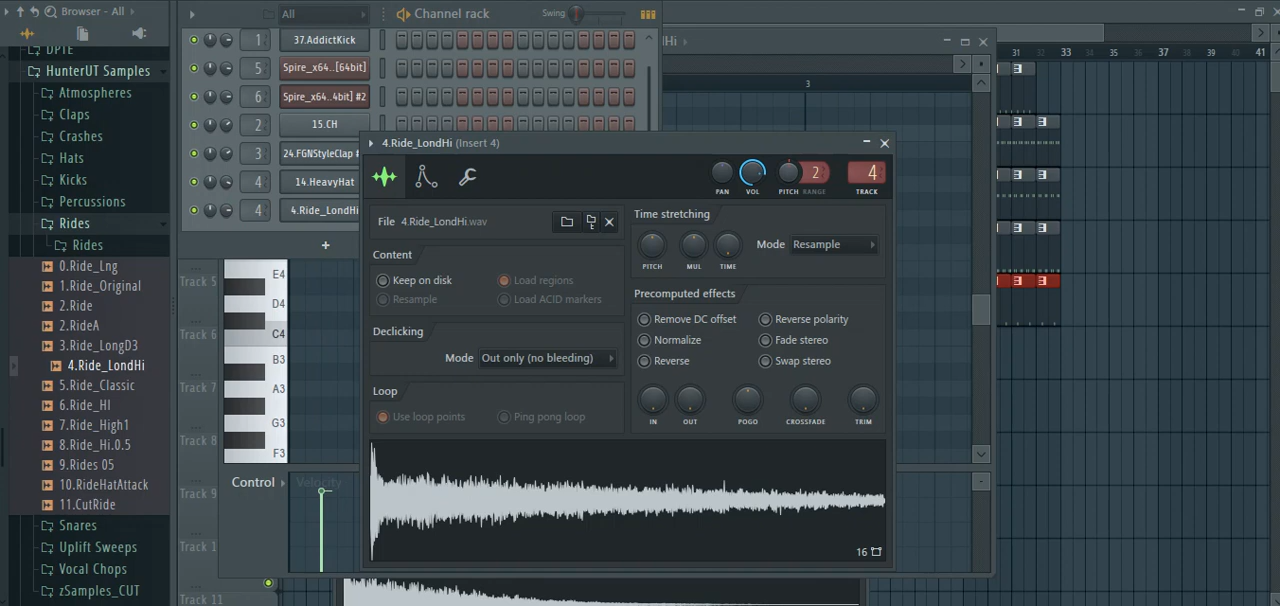 Browser - All
All
Channel rack
Swing
Hi
DPTE
HunterUT Samples
Atmospheres
Claps
Crashes
Hats
Kicks
Percussions
Rides
Rides
0.Ride_Lng
1.Ride_Original
2.Ride
2.RideA
3.Ride_LongD3
4.Ride_LondHi
5.Ride_Classic
6.Ride_HI
7.Ride_High1
8.Ride_Hi.0.5
9.Rides 05
10.RideHatAttack
11.CutRide
Snares
Uplift Sweeps
Vocal Chops
zSamples_CUT
1 37.AddictKick
5 Spire_x64..[64bit]
6 Spire_x64..4bit] #2
2 15.CH
3 24.FGNStyleClap #
4 14.HeavyHat
4 4.Ride_LondHi
+
3
31 32 33 35 37 39 41
Track 5
Track 6
Track 7
Track 8
Track 9
Track 1
Track 11
E4
D4
C4
B3
A3
G3
F3
Control
Velocity
4.Ride_LondHi (Insert 4)
2 4
PAN VOL PITCH RANGE TRACK
File 4.Ride_LondHi.wav
Content
Keep on disk Load regions
Resample Load ACID markers
Declicking
Mode Out only (no bleeding)
Loop
Use loop points Ping pong loop
Time stretching
PITCH MUL TIME Mode Resample
Precomputed effects
Remove DC offset Reverse polarity
Normalize Fade stereo
Reverse Swap stereo
IN OUT POGO CROSSFADE TRIM
16